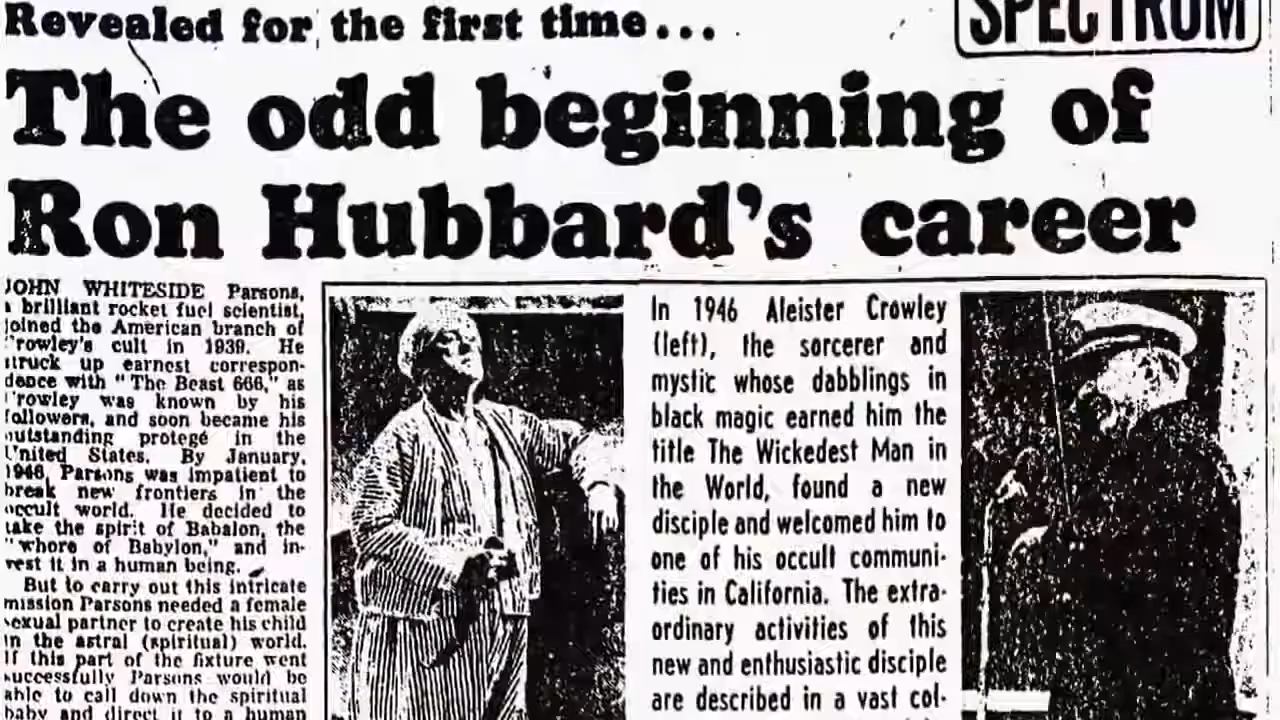 Revealed for the first time...
SPECTRUM
The odd beginning of
Ron Hubbard's career
JOHN WHITESIDE Parsons,
a brilliant rocket fuel scientist,
joined the American branch of
Crowley's cult in 1939. He
struck up earnest correspon-
dence with "The Beast 666," as
Crowley was known by his
followers, and soon became his
outstanding protegé in the
United States. By January,
1946, Parsons was impatient to
break new frontiers in the
occult world. He decided to
take the spirit of Babalon, the
"whore of Babylon," and in-
vest it in a human being.
But to carry out this intricate
mission Parsons needed a female
sexual partner to create his child
in the astral (spiritual) world.
If this part of the fixture went
successfully Parsons would be
able to call down the spiritual
baby and direct it to a human
In 1946 Aleister Crowley
(left), the sorcerer and
mystic whose dabblings in
black magic earned him the
title The Wickedest Man in
the World, found a new
disciple and welcomed him to
one of his occult communi-
ties in California. The extra-
ordinary activities of this
new and enthusiastic disciple
are described in a vast col-